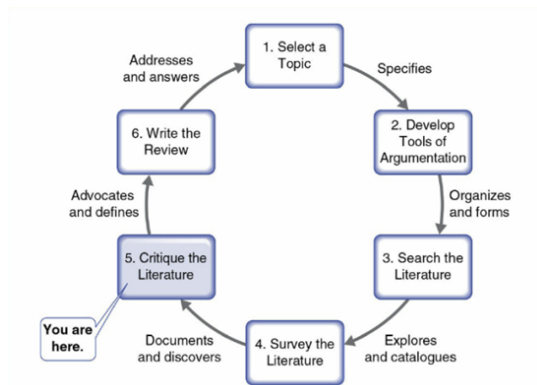 1. Select a
Topic
Specifies
2. Develop
Tools of
Argumentation
Organizes
and forms
3. Search the
Literature
Explores
and catalogues
4. Survey the
Literature
Documents
and discovers
5. Critique the
Literature
You are
here.
Advocates
and defines
6. Write the
Review
Addresses
and answers